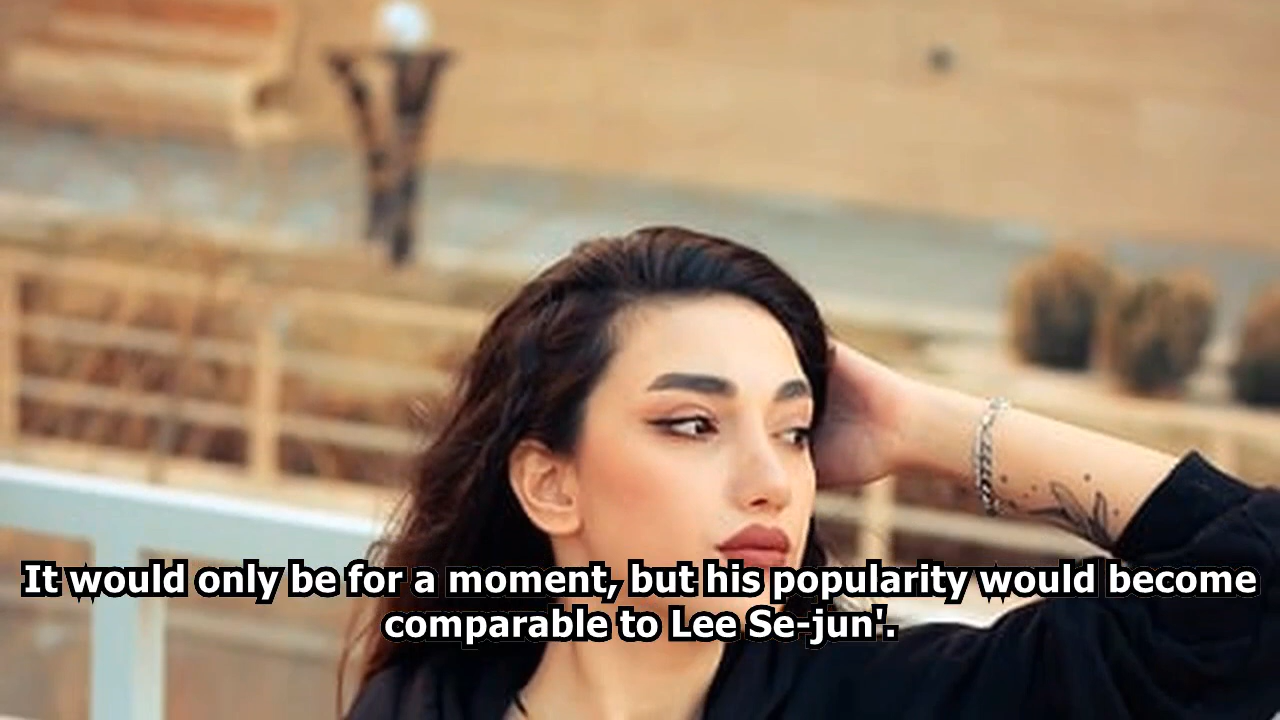 It would only be for a moment, but his popularity would become
comparable to Lee Se-jun'.